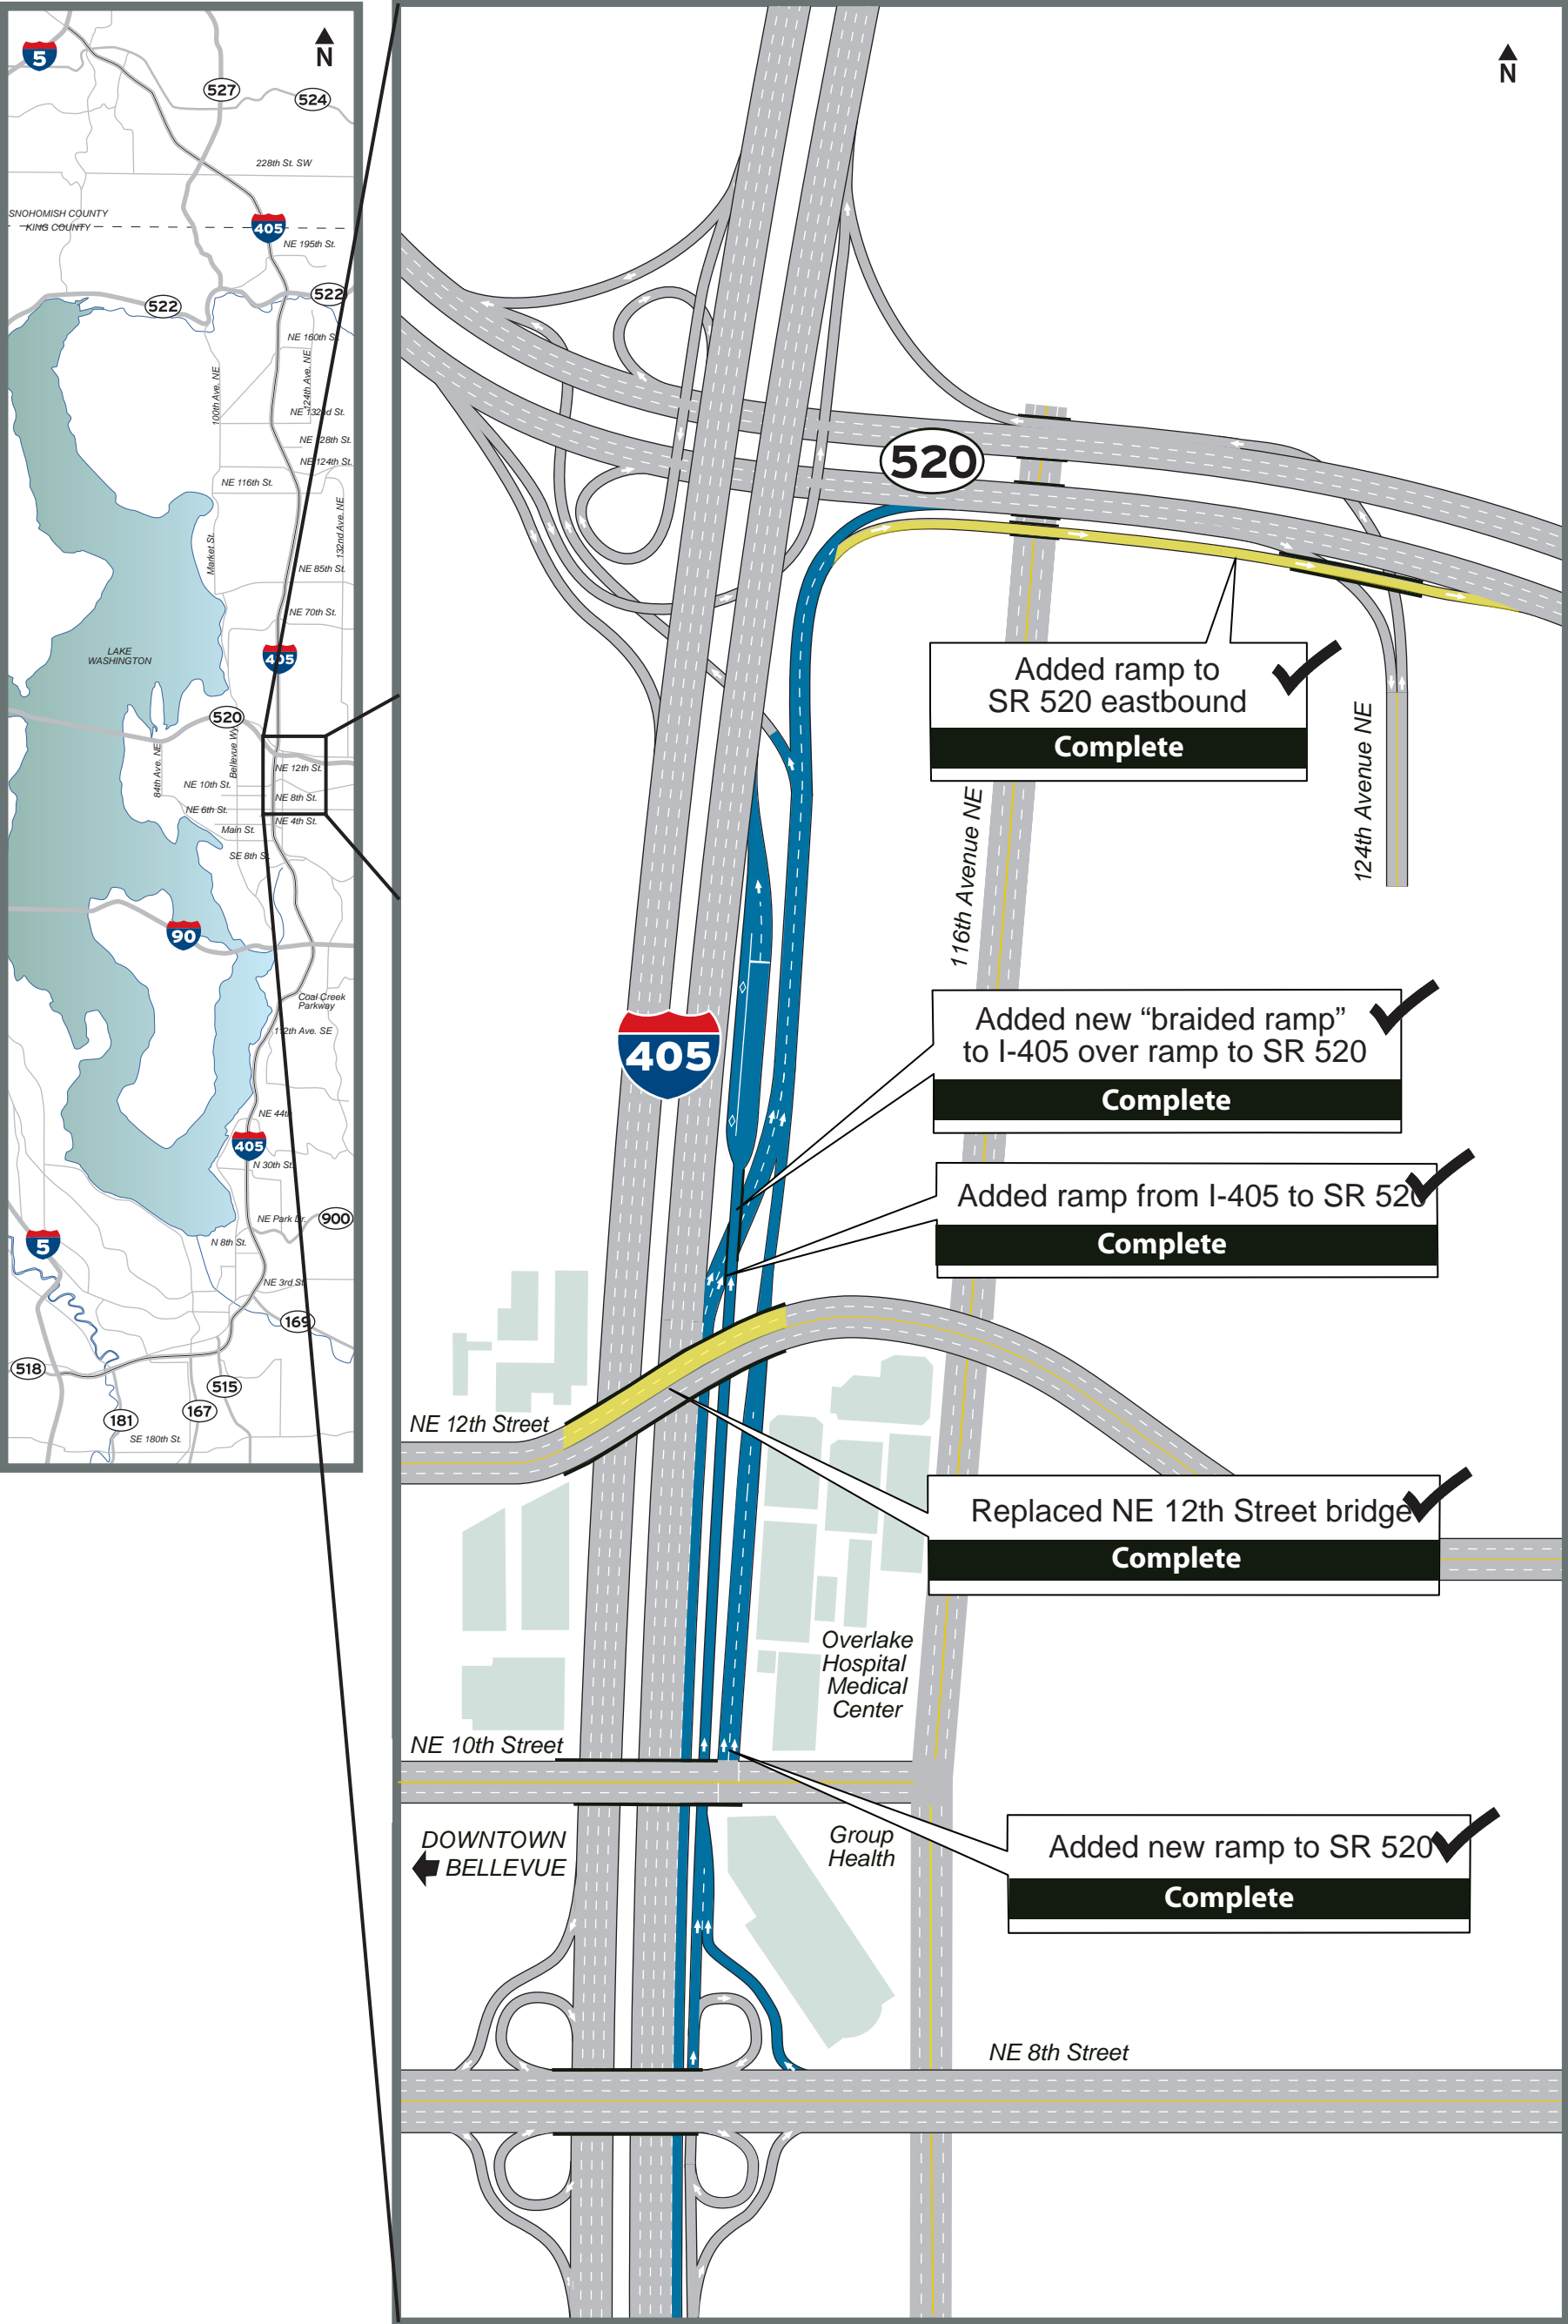 5
N
527
524
228th St. SW
SNOHOMISH COUNTY
KING COUNTY
405
NE 195th St.
522
522
NE 160th St.
124th Ave. NE
100th Ave. NE
NE 132nd St.
NE 128th St.
NE 124th St.
NE 116th St.
132nd Ave. NE
Market St.
NE 85th St.
NE 70th St.
LAKE
WASHINGTON
405
520
Bellevue Wy
84th Ave. NE
NE 12th St.
NE 10th St.
NE 8th St.
NE 6th St.
NE 4th St.
Main St.
SE 8th St.
90
Coal Creek
Parkway
112th Ave. SE
NE 44th
405
N 30th St.
NE Park Dr.
900
N 8th St.
5
NE 3rd St.
169
518
515
167
181
SE 180th St.
N
520
Added ramp to
SR 520 eastbound
Complete
124th Avenue NE
116th Avenue NE
405
Added new “braided ramp”
to I-405 over ramp to SR 520
Complete
Added ramp from I-405 to SR 520
Complete
NE 12th Street
Replaced NE 12th Street bridge
Complete
Overlake
Hospital
Medical
Center
NE 10th Street
DOWNTOWN
BELLEVUE
Group
Health
Added new ramp to SR 520
Complete
NE 8th Street